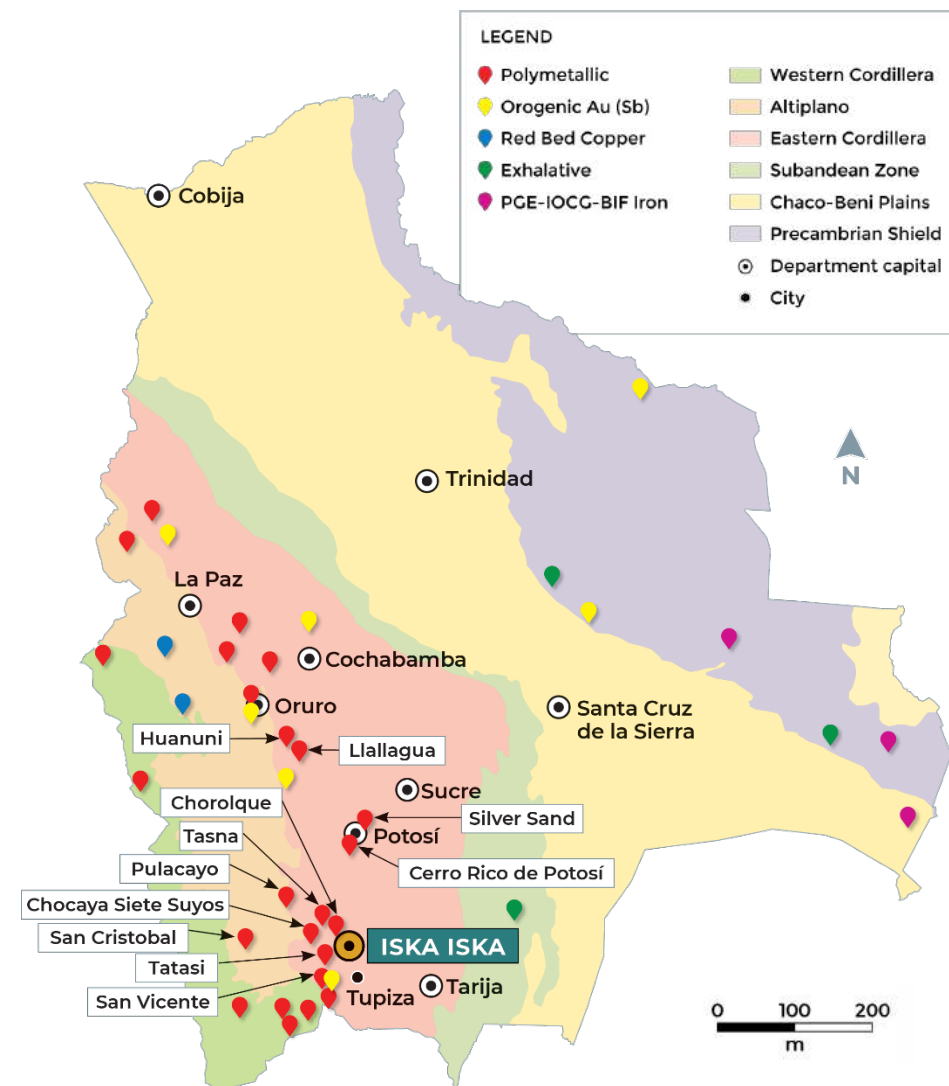 LEGEND
Polymetallic
Orogenic Au (Sb)
Red Bed Copper
Exhalative
PGE-IOCG-BIF Iron
Western Cordillera
Altiplano
Eastern Cordillera
Subandean Zone
Chaco-Beni Plains
Precambrian Shield
Department capital
City
Cobija
N
Trinidad
La Paz
Cochabamba
Oruro
Santa Cruz
de la Sierra
Huanuni
Llallagua
Sucre
Chorolque
Silver Sand
Tasna
Potosí
Pulacayo
Cerro Rico de Potosí
Chocaya Siete Suyos
San Cristobal
ISKA ISKA
Tatasi
Tupiza
Tarija
San Vicente
0 100 200
m